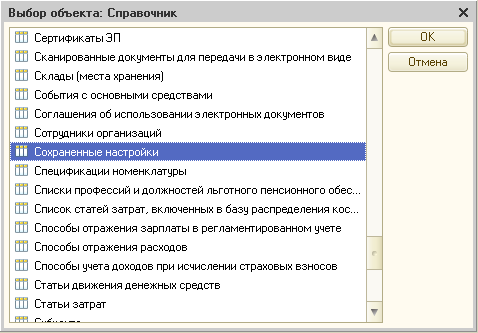 Выбор объекта: Справочник
Сертификаты ЭП
Сканированные документы для передачи в электронном виде
Склады (места хранения)
События с основными средствами
Соглашения об использовании электронных документов
Сотрудники организаций
Сохраненные настройки
Спецификации номенклатуры
Списки профессий и должностей льготного пенсионного обес...
Список статей затрат, включенных в базу распределения кос...
Способы отражения зарплаты в регламентированном учете
Способы отражения расходов
Способы учета доходов при исчислении страховых взносов
Статьи движения денежных средств
Статьи затрат
OK
Отмена